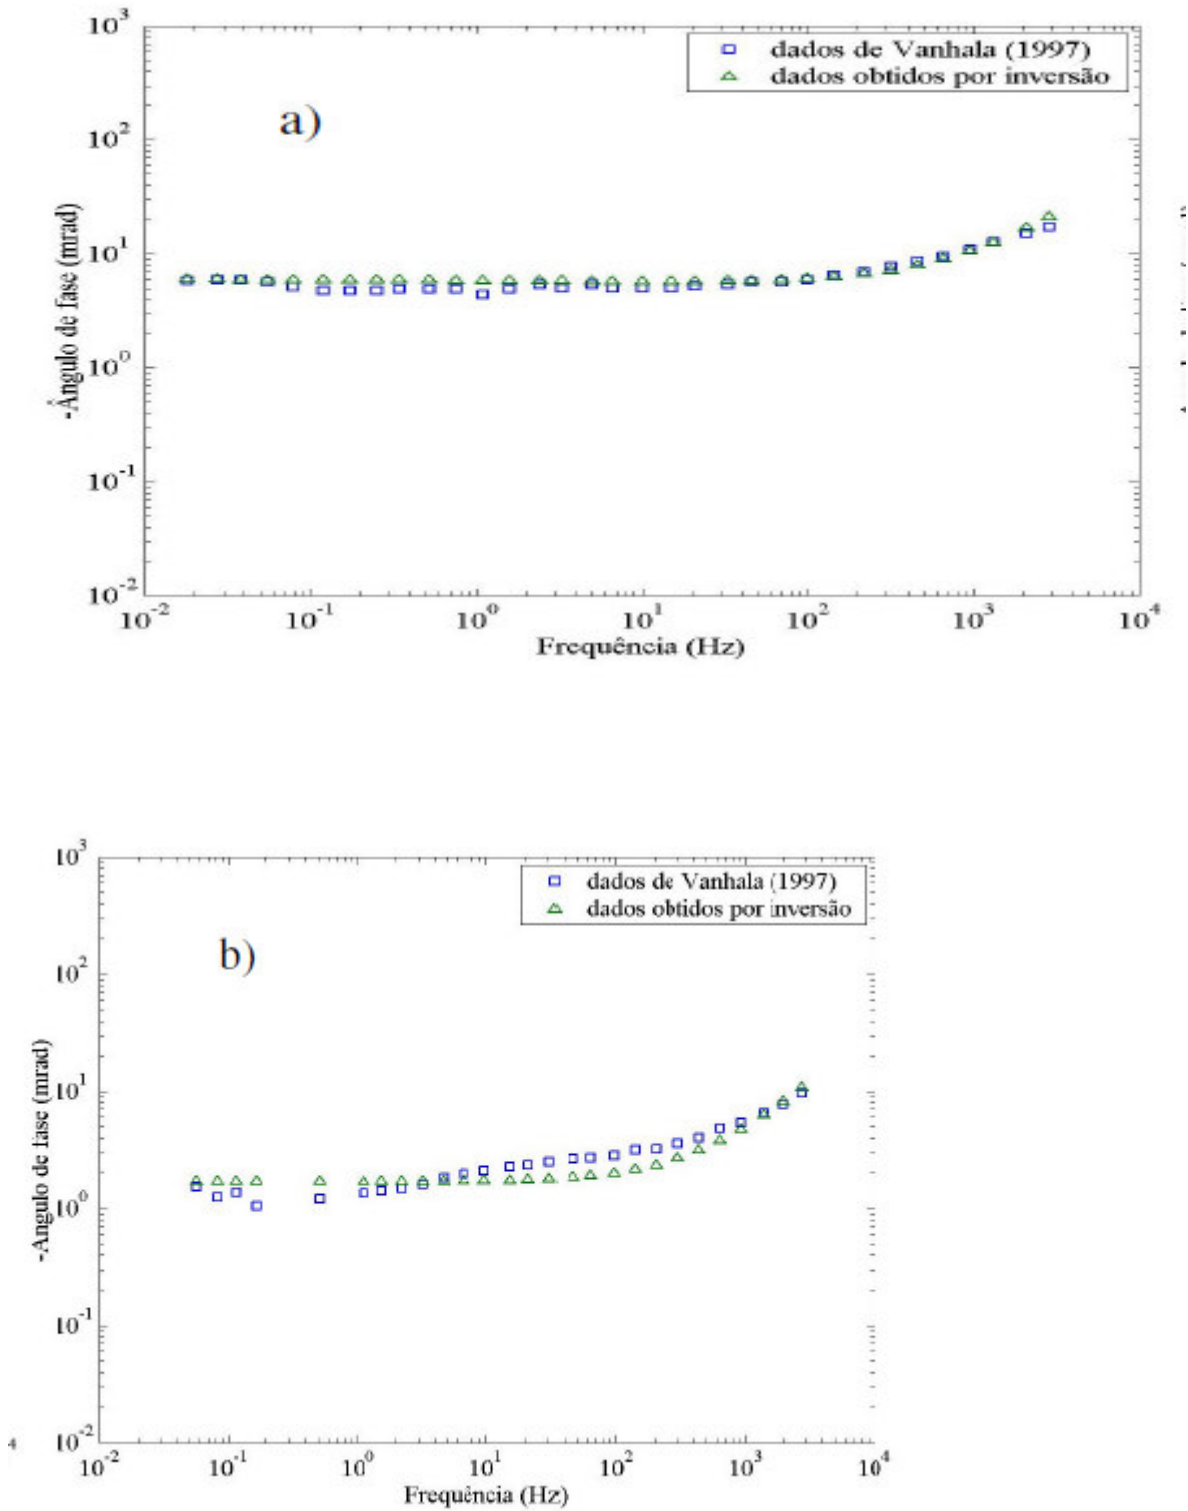 10³
dados de Vanhala (1997)
dados obtidos por inversão
a)
10²
10¹
10⁰
10⁻¹
10⁻²
-Ângulo de fase (mrad)
10⁻² 10⁻¹ 10⁰ 10¹ 10² 10³ 10⁴
Frequência (Hz)
10³
dados de Vanhala (1997)
dados obtidos por inversão
b)
10²
10¹
10⁰
10⁻¹
10⁻²
-Angulo de fase (mrad)
4
10⁻² 10⁻¹ 10⁰ 10¹ 10² 10³ 10⁴
Frequência (Hz)